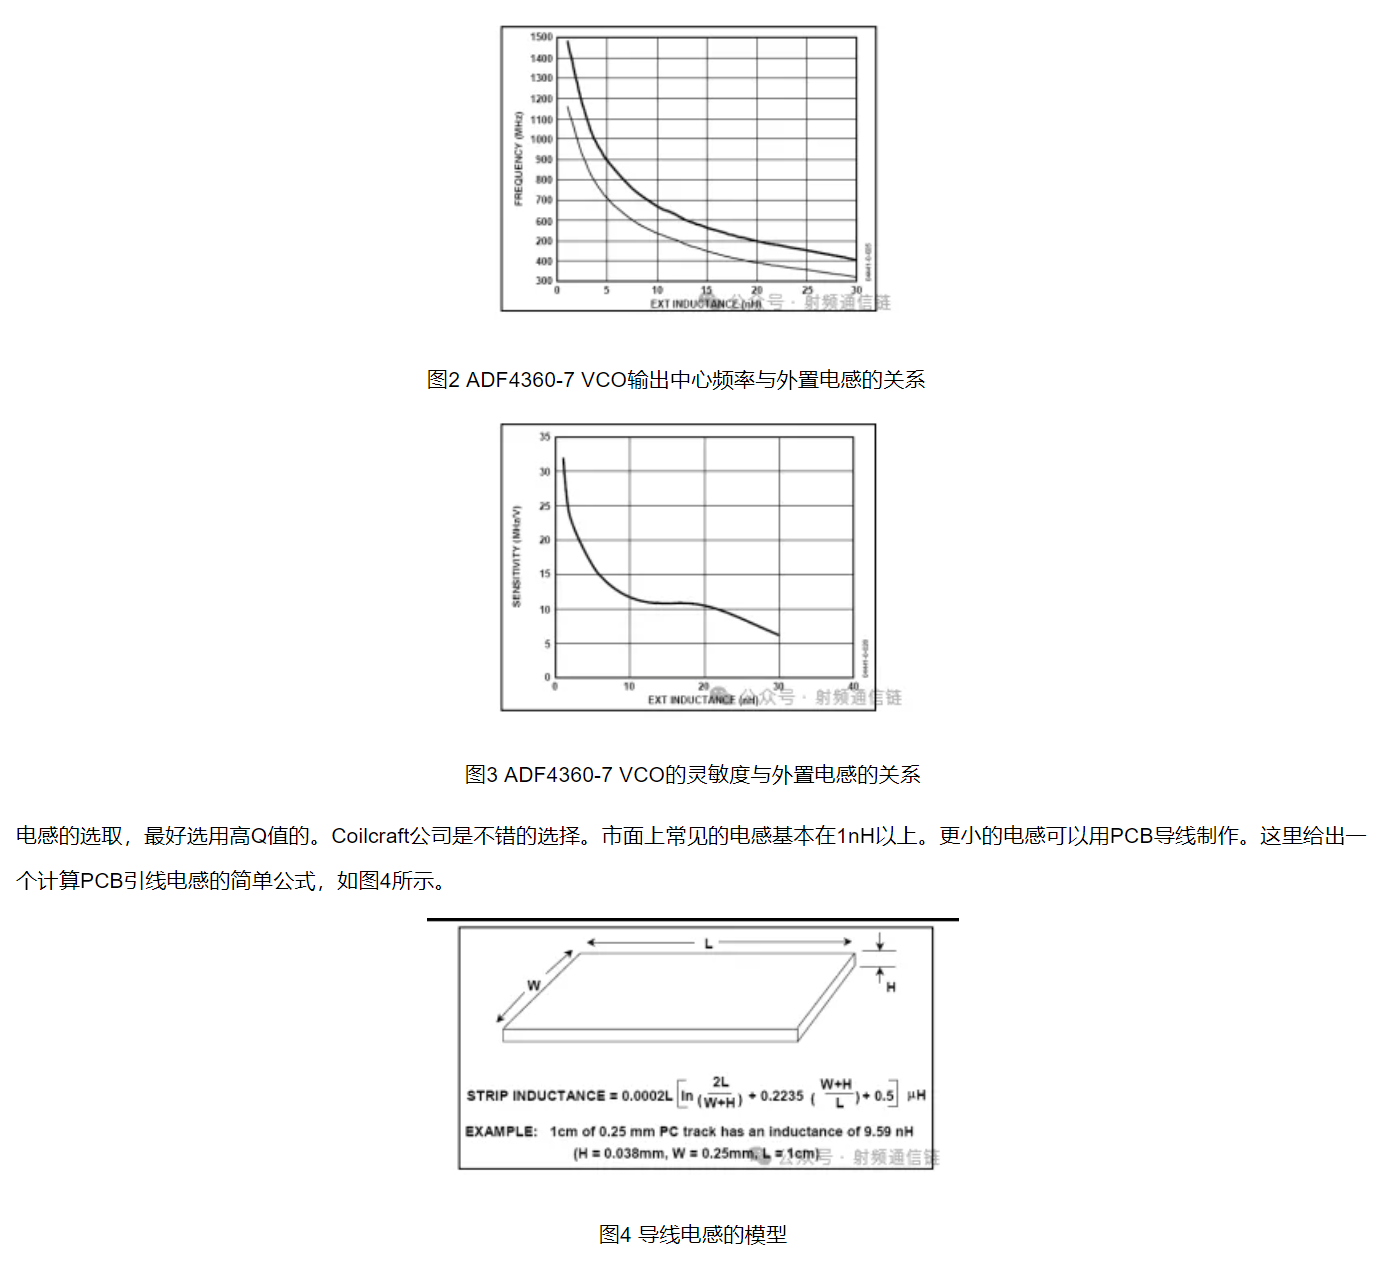 1500
1400
1300
1200
1100
1000
900
800
700
600
200
400
300
FREQUENCY (MHz)
0 5 10 15 20 25 30
EXT INDUCTANCE (nH)
公众号 · 射频通信链
图2 ADF4360-7 VCO输出中心频率与外置电感的关系
35
30
25
20
15
10
5
0
SENSITIVITY (MHz/V)
0 10 20 30 40
EXT INDUCTANCE (nH)
公众号 · 射频通信链
图3 ADF4360-7 VCO的灵敏度与外置电感的关系
电感的选取，最好选用高Q值的。Coilcraft公司是不错的选择。市面上常见的电感基本在1nH以上。更小的电感可以用PCB导线制作。这里给出一
个计算PCB引线电感的简单公式，如图4所示。
L
W
H
STRIP INDUCTANCE = 0.0002L [ln (2L/(W+H)) + 0.2235 (W+H/L) + 0.5] μH
EXAMPLE: 1cm of 0.25 mm PC track has an inductance of 9.59 nH
(H = 0.038mm, W = 0.25mm, L = 1cm)
公众号 · 射频通信链
图4 导线电感的模型